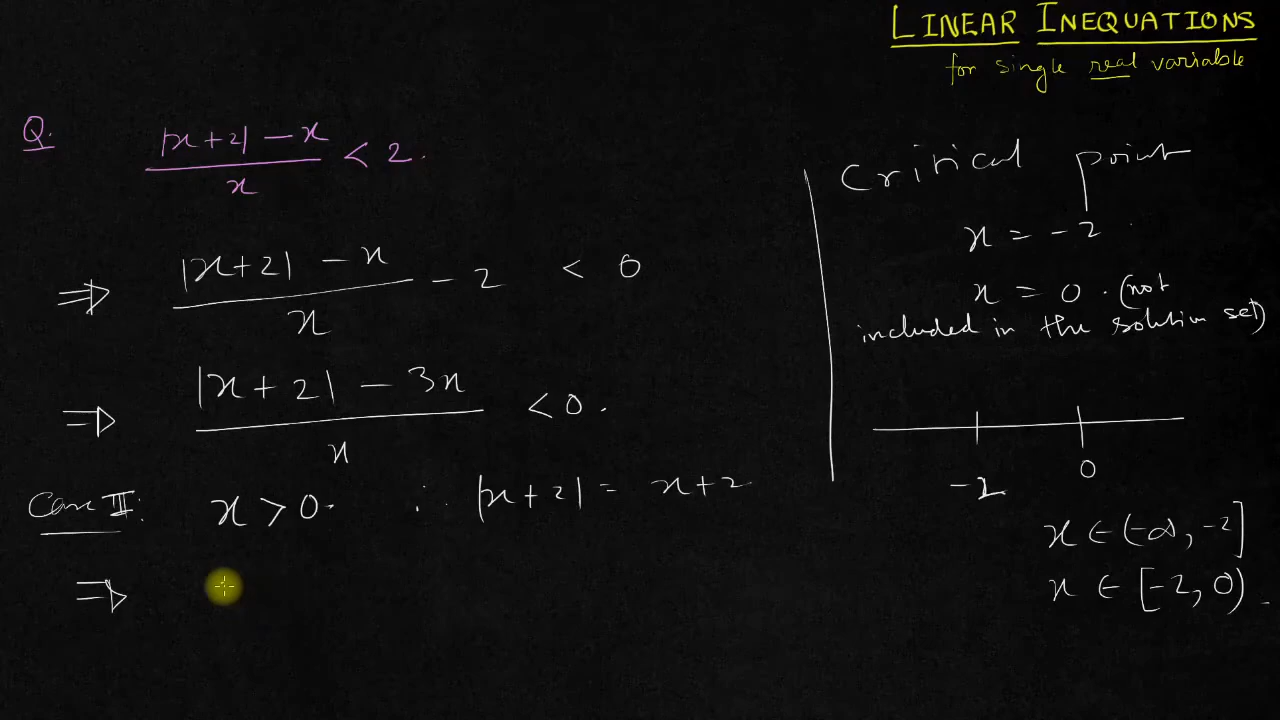 LINEAR INEQUATIONS
for single real variable
Q. |x+2| − x / x < 2.
⇒ |x+2| − x / x − 2 < 0
⇒ |x+2| − 3x / x < 0.
Case III: x > 0. ∴ |x+2| = x+2
⇒
Critical point
x = −2
x = 0. (not
included in the solution set)
−2 0
x ∈ (−∞, −2]
x ∈ [−2, 0)